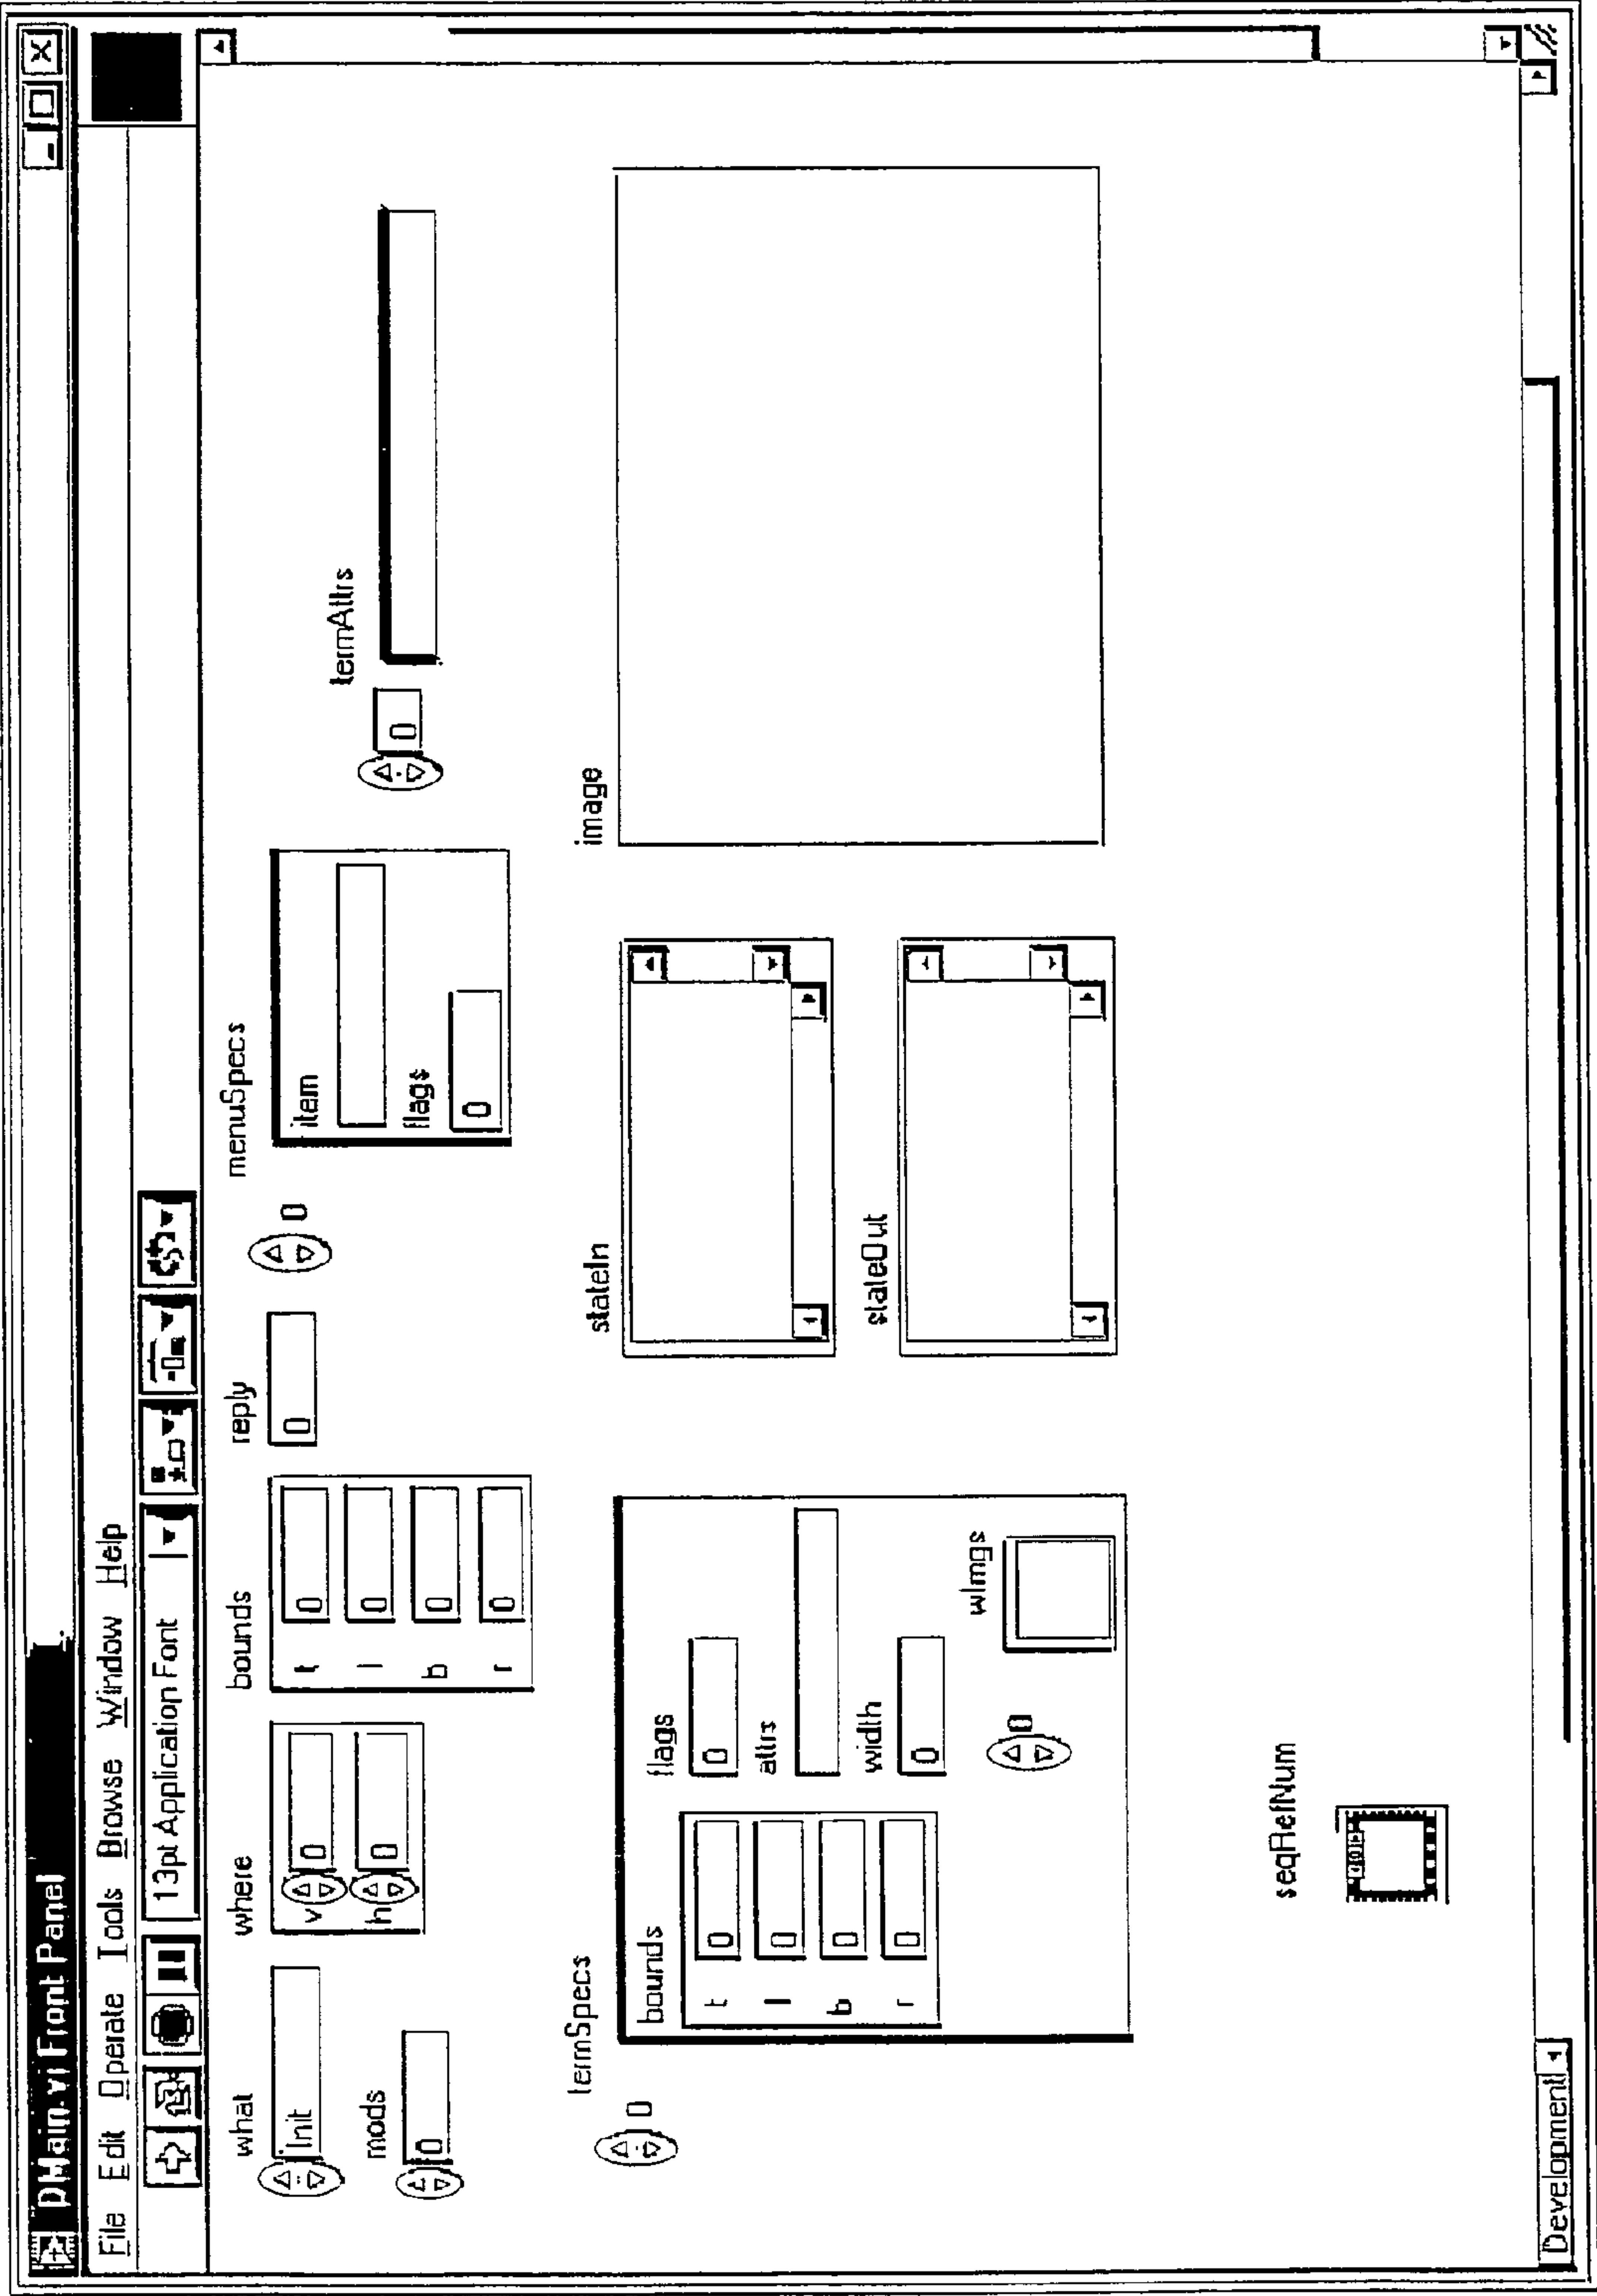 pMain.vi Front Panel
File Edit Operate Tools Browse Window Help
13pt Application Font
what
Init
mods
0
where
v 0
h 0
bounds
t 0
l 0
b 0
r 0
reply
0
0
menuSpecs
item
flags
0
termAttrs
0
termSpecs
0
bounds
t 0
l 0
b 0
r 0
flags
0
attrs
width
0
0
wImgs
stateIn
stateOut
image
seqRefNum
Development